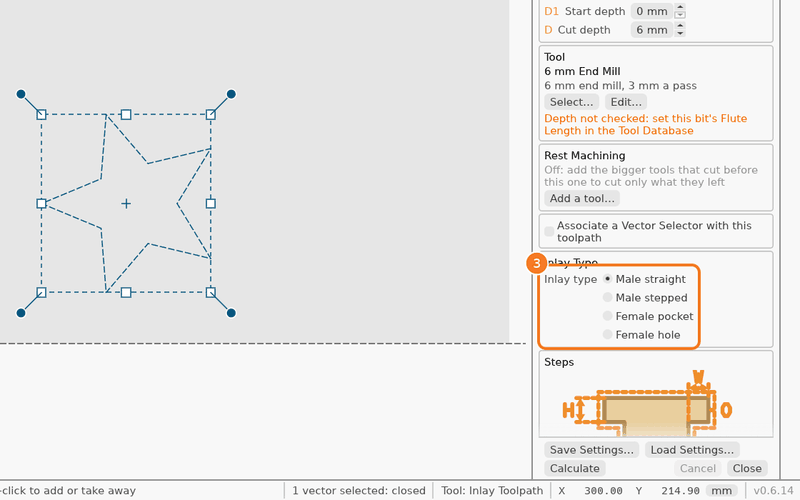 D1 Start depth 0 mm
D Cut depth 6 mm
Tool
6 mm End Mill
6 mm end mill, 3 mm a pass
Select... Edit...
Depth not checked: set this bit's Flute
Length in the Tool Database
Rest Machining
Off: add the bigger tools that cut before
this one to cut only what they left
Add a tool...
Associate a Vector Selector with this
toolpath
3
Inlay Type
Inlay type Male straight
Male stepped
Female pocket
Female hole
Steps
W
H O
Save Settings... Load Settings...
Calculate Cancel Close
-click to add or take away 1 vector selected: closed Tool: Inlay Toolpath X 300.00 Y 214.90 mm v0.6.14